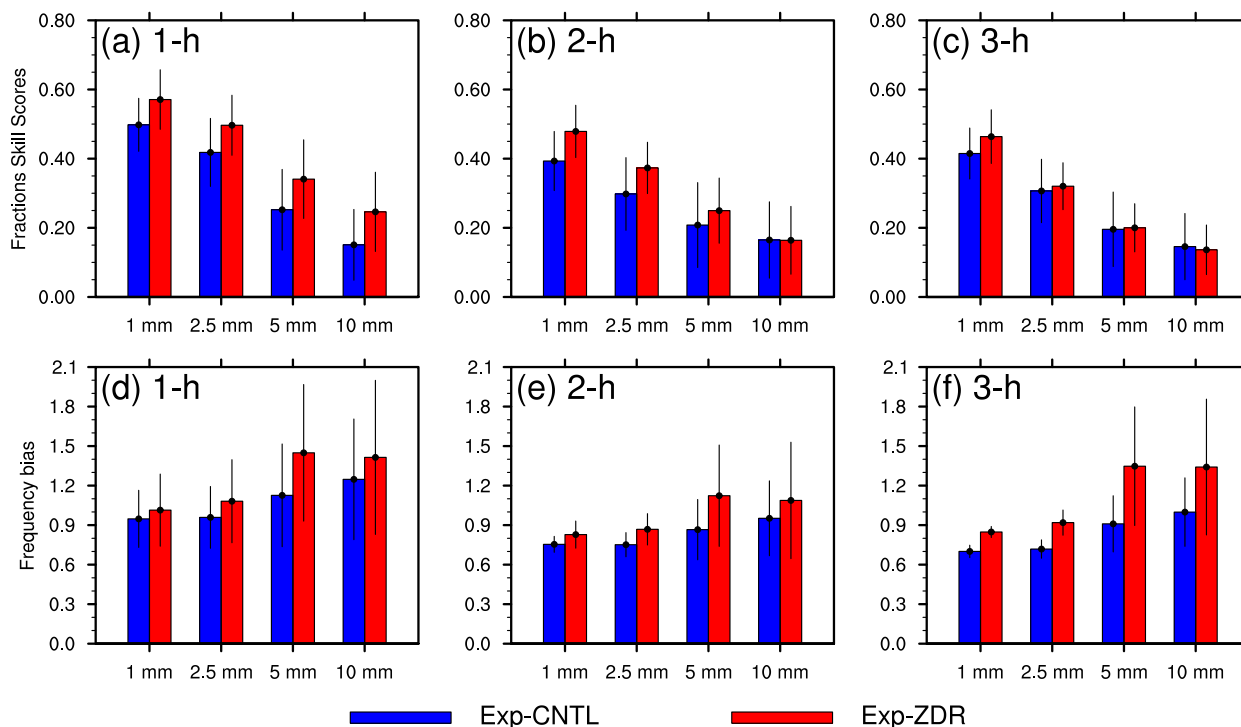 (a) 1-h
(b) 2-h
(c) 3-h
Fractions Skill Scores
0.80
0.60
0.40
0.20
0.00
1 mm 2.5 mm 5 mm 10 mm
0.80
0.60
0.40
0.20
0.00
1 mm 2.5 mm 5 mm 10 mm
0.80
0.60
0.40
0.20
0.00
1 mm 2.5 mm 5 mm 10 mm
(d) 1-h
(e) 2-h
(f) 3-h
Frequency bias
2.1
1.8
1.5
1.2
0.9
0.6
0.3
0.0
1 mm 2.5 mm 5 mm 10 mm
2.1
1.8
1.5
1.2
0.9
0.6
0.3
0.0
1 mm 2.5 mm 5 mm 10 mm
2.1
1.8
1.5
1.2
0.9
0.6
0.3
0.0
1 mm 2.5 mm 5 mm 10 mm
Exp-CNTL Exp-ZDR